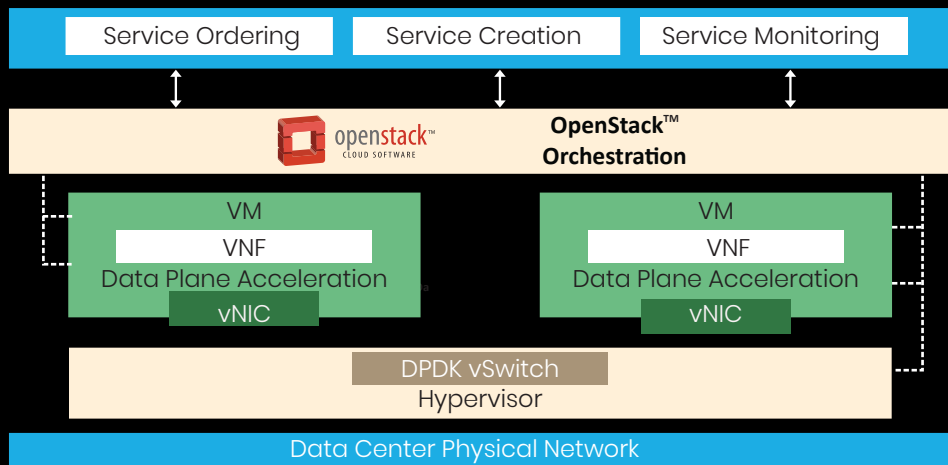 Service Ordering
Service Creation
Service Monitoring
openstack™
CLOUD SOFTWARE
OpenStack™
Orchestration
VM
VNF
Data Plane Acceleration
vNIC
VM
VNF
Data Plane Acceleration
vNIC
DPDK vSwitch
Hypervisor
Data Center Physical Network